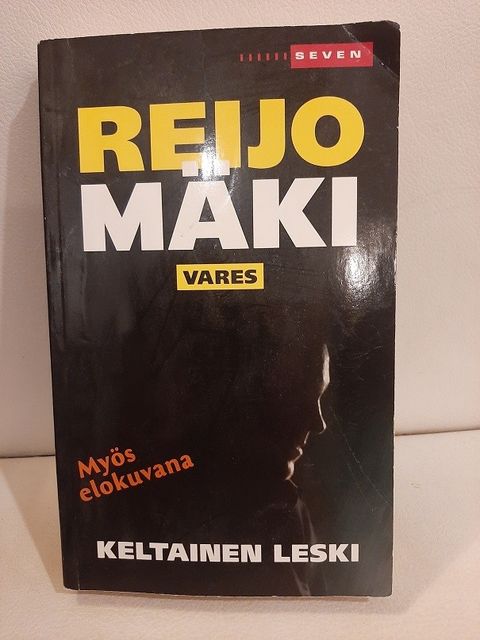 SEVEN
REIJO
MÄKI
VARES
Myös
elokuvana
KELTAINEN LESKI